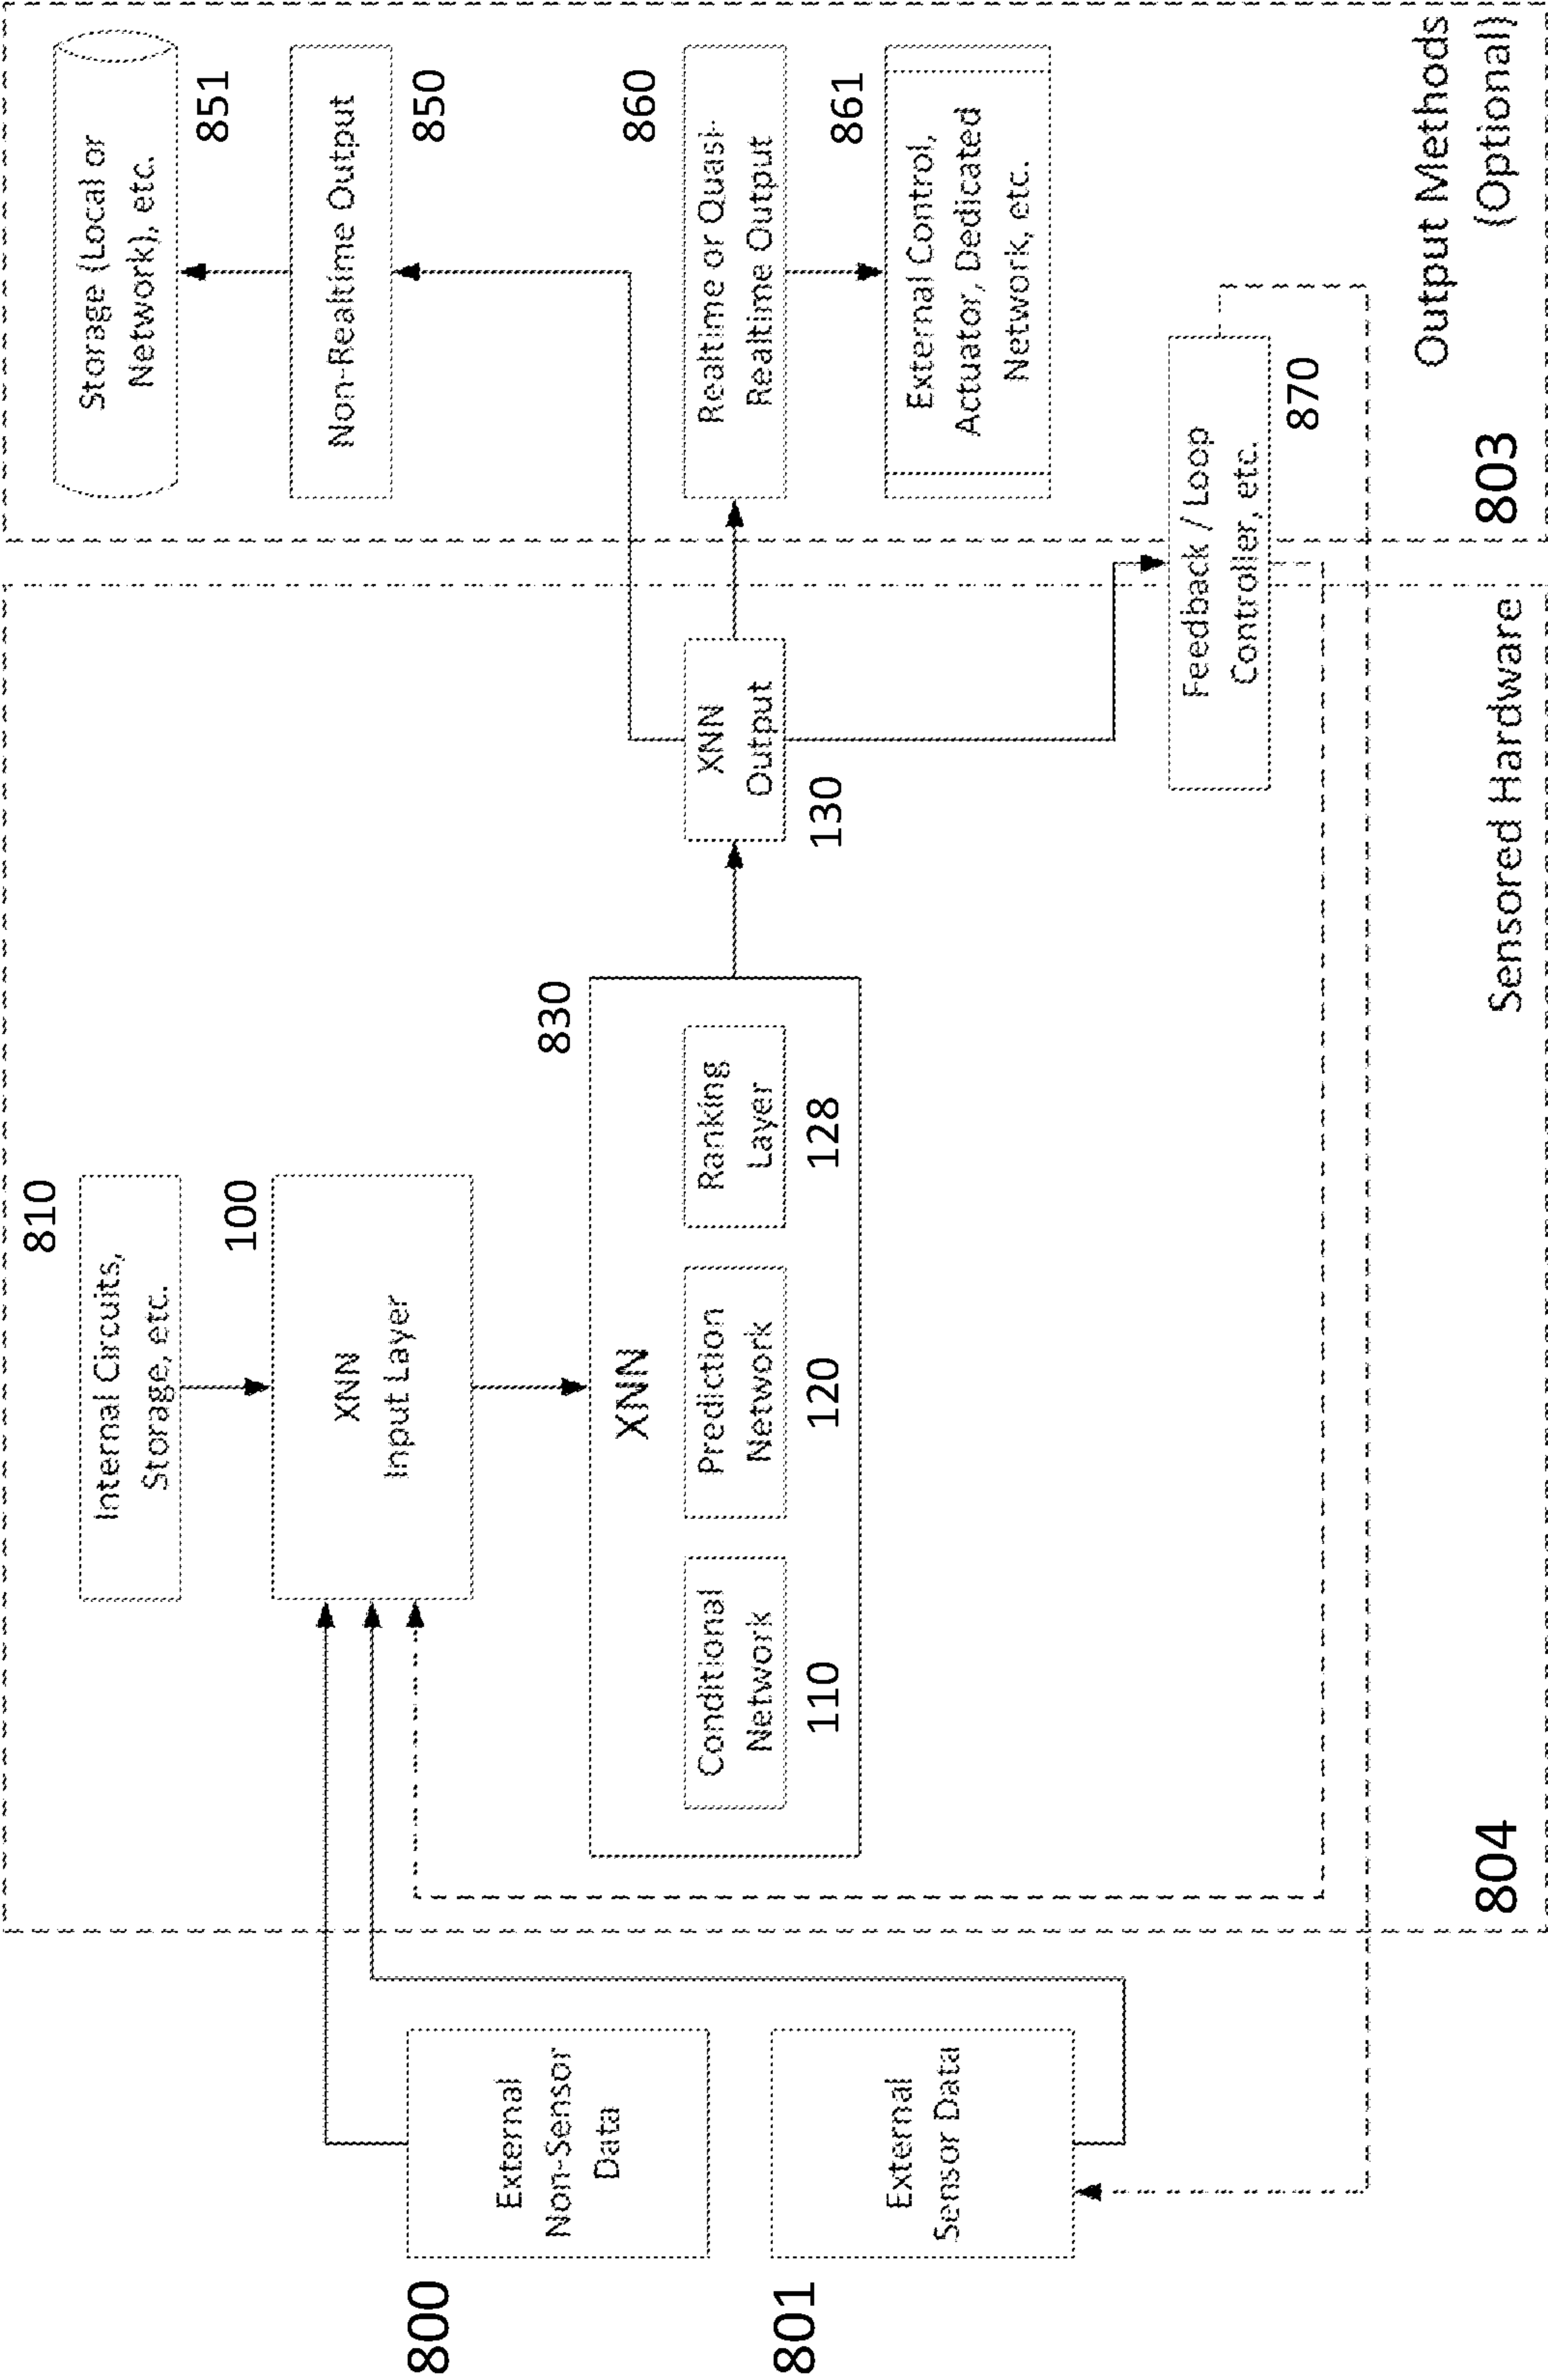 800
External
Non-Sensor
Data
801
External
Sensor Data
810
Internal Circuits,
Storage, etc.
100
XNN
Input Layer
830
XNN
Conditional
Network
110
Prediction
Network
120
Ranking
Layer
128
XNN
Output
130
804
Sensored Hardware
Storage (Local or
Network), etc.
851
Non-Realtime Output
850
860
Realtime or Quasi-
Realtime Output
861
External Control,
Actuator, Dedicated
Network, etc.
Feedback / Loop
Controller, etc.
870
803
Output Methods
(Optional)